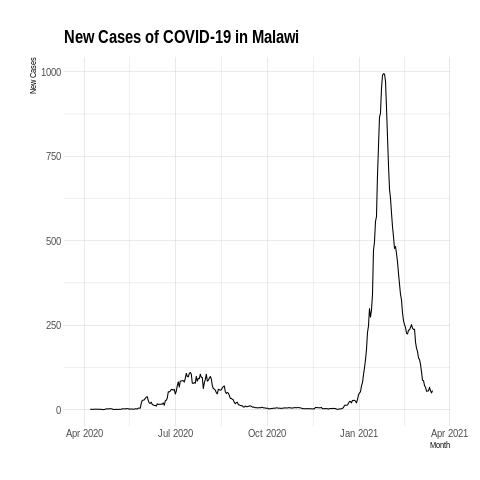 New Cases of COVID-19 in Malawi
New Cases
1000
750
500
250
0
Apr 2020
Jul 2020
Oct 2020
Jan 2021
Apr 2021
Month